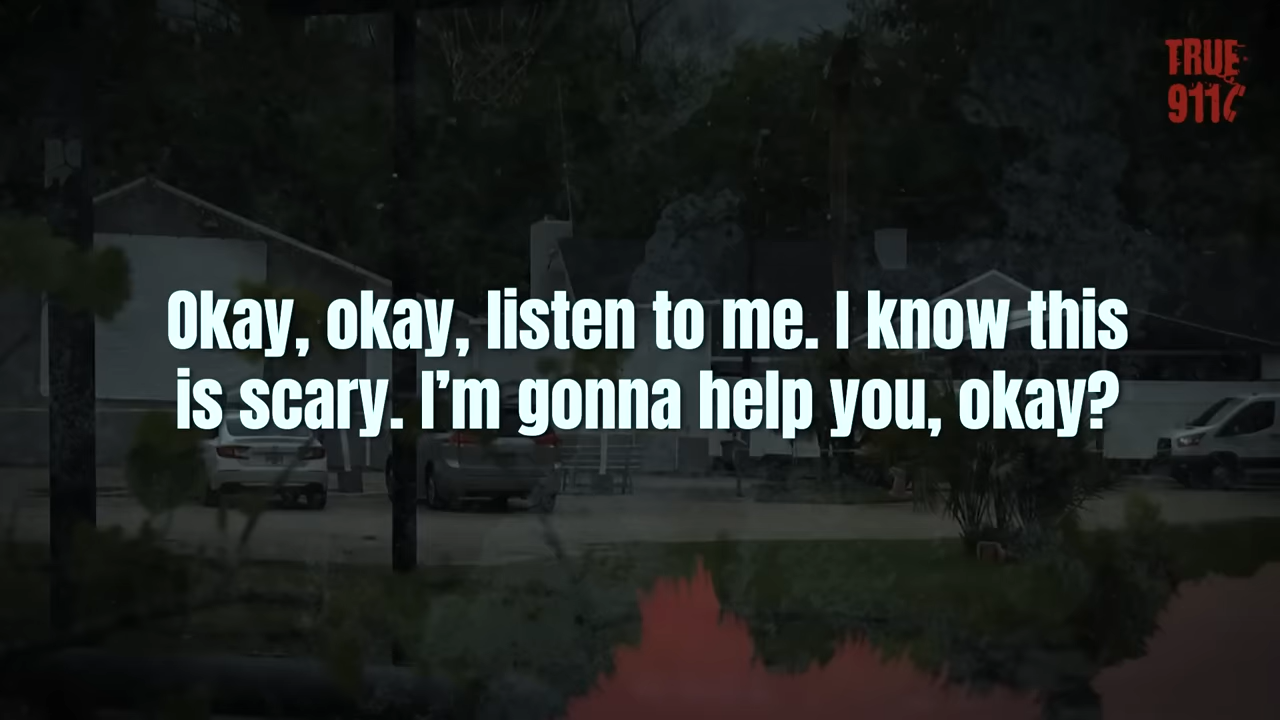 TRUE
911
Okay, okay, listen to me. I know this
is scary. I’m gonna help you, okay?